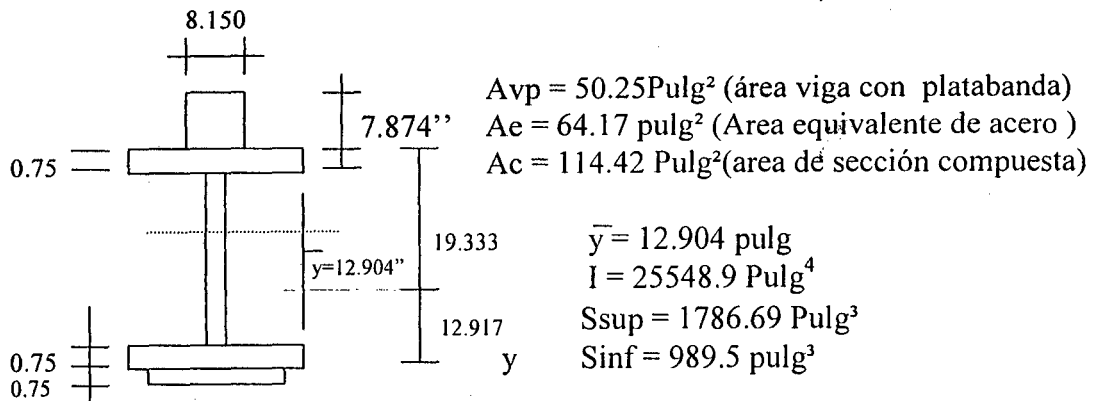 8.150
7.874’’
0.75
19.333
y=12.904”
12.917
0.75
y
0.75
Avp = 50.25Pulg² (área viga con platabanda)
Ae = 64.17 pulg² (Area equivalente de acero )
Ac = 114.42 Pulg²(area de sección compuesta)
y̅ = 12.904 pulg
I = 25548.9 Pulg⁴
Ssup = 1786.69 Pulg³
Sinf = 989.5 pulg³